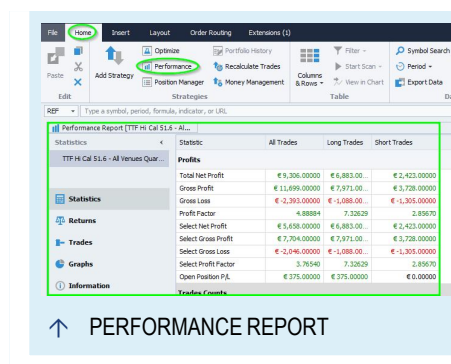 File Home Insert Layout Order Routing Extensions (1)
Optimize Portfolio History Filter Symbol Search
Performance Recalculate Trades Start Scan Period
Paste Add Strategy Position Manager Money Management Columns & Rows View in Chart Export Data
Edit Strategies Table Da
REF Type a symbol, period, formula, indicator, or URL
Performance Report [TTF Hi Cal 51.6 - Al...
Statistics Statistic All Trades Long Trades Short Trades
TTF Hi Cal 51.6 - All Venues Quar... Profits
Total Net Profit € 9,306.00000 € 6,883.00... € 2,423.00000
Gross Profit € 11,699.00000 € 7,971.00... € 3,728.00000
Statistics Gross Loss € -2,393.00000 € -1,088.00... € -1,305.00000
Profit Factor 4.88884 7.32629 2.85670
Returns Select Net Profit € 5,658.00000 € 6,883.00... € 2,423.00000
Select Gross Profit € 7,704.00000 € 7,971.00... € 3,728.00000
Trades Select Gross Loss € -2,046.00000 € -1,088.00... € -1,305.00000
Graphs Select Profit Factor 3.76540 7.32629 2.85670
Open Position P/L € 375.00000 € 375.00000 € 0.00000
Information Trades Counts
↑ PERFORMANCE REPORT